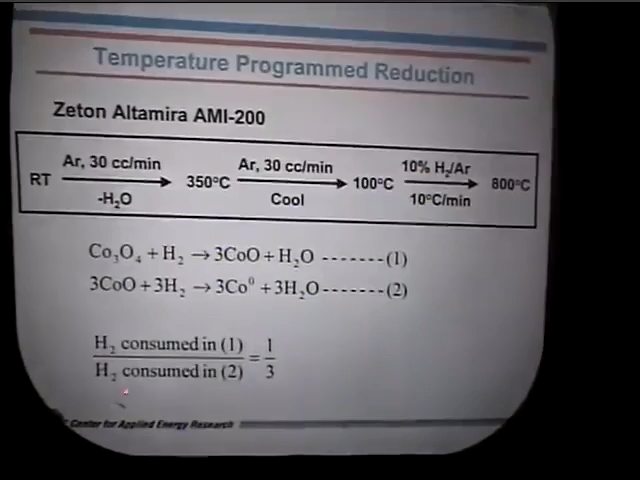 Temperature Programmed Reduction
Zeton Altamira AMI-200
RT Ar, 30 cc/min -H₂O 350°C Ar, 30 cc/min Cool 100°C 10% H₂/Ar 10°C/min 800°C
Co₃O₄ + H₂ → 3CoO + H₂O -------(1)
3CoO + 3H₂ → 3Co⁰ + 3H₂O-------(2)
H₂ consumed in (1) / H₂ consumed in (2) = 1/3
Center for Applied Energy Research